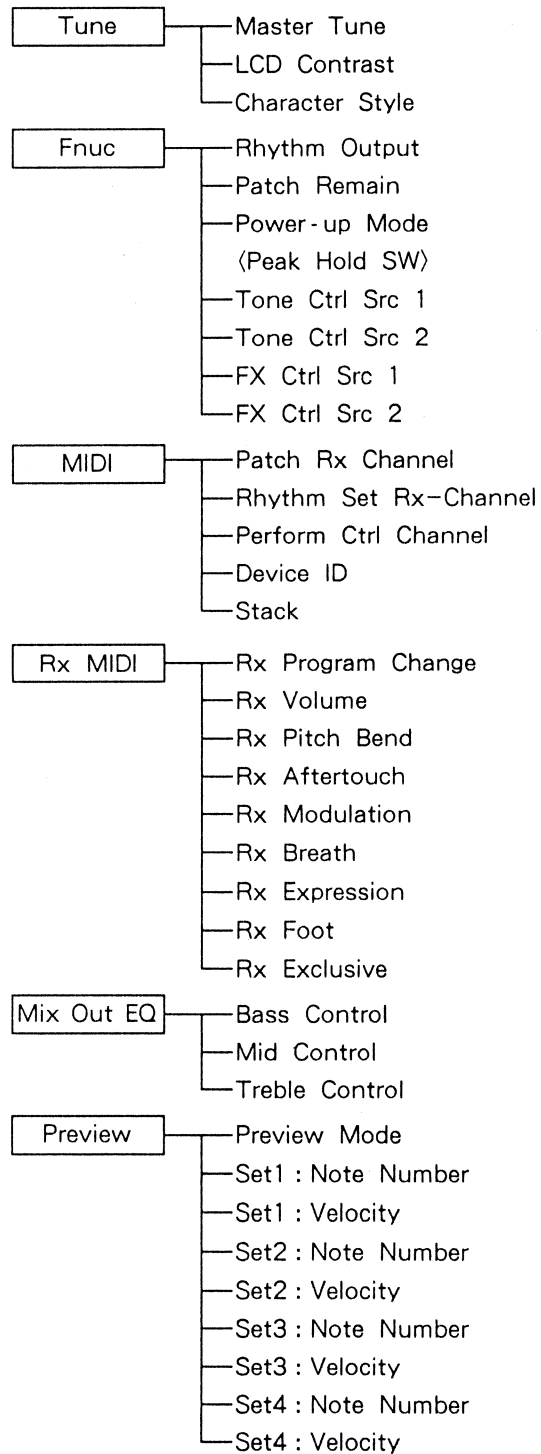 Tune Master Tune
LCD Contrast
Character Style
Fnuc Rhythm Output
Patch Remain
Power-up Mode
〈Peak Hold SW〉
Tone Ctrl Src 1
Tone Ctrl Src 2
FX Ctrl Src 1
FX Ctrl Src 2
MIDI Patch Rx Channel
Rhythm Set Rx-Channel
Perform Ctrl Channel
Device ID
Stack
Rx MIDI Rx Program Change
Rx Volume
Rx Pitch Bend
Rx Aftertouch
Rx Modulation
Rx Breath
Rx Expression
Rx Foot
Rx Exclusive
Mix Out EQ Bass Control
Mid Control
Treble Control
Preview Preview Mode
Set1 : Note Number
Set1 : Velocity
Set2 : Note Number
Set2 : Velocity
Set3 : Note Number
Set3 : Velocity
Set4 : Note Number
Set4 : Velocity